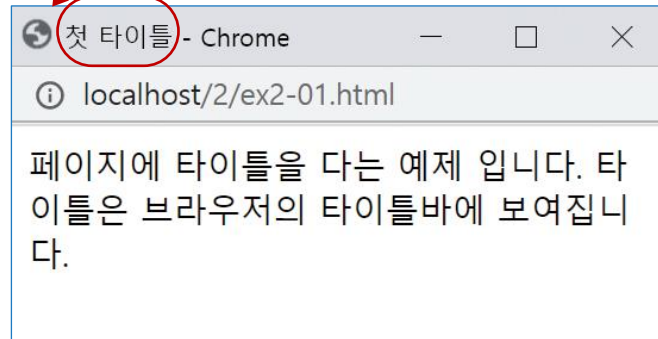 첫 타이틀 - Chrome
localhost/2/ex2-01.html
페이지에 타이틀을 다는 예제 입니다. 타
이틀은 브라우저의 타이틀바에 보여집니
다.